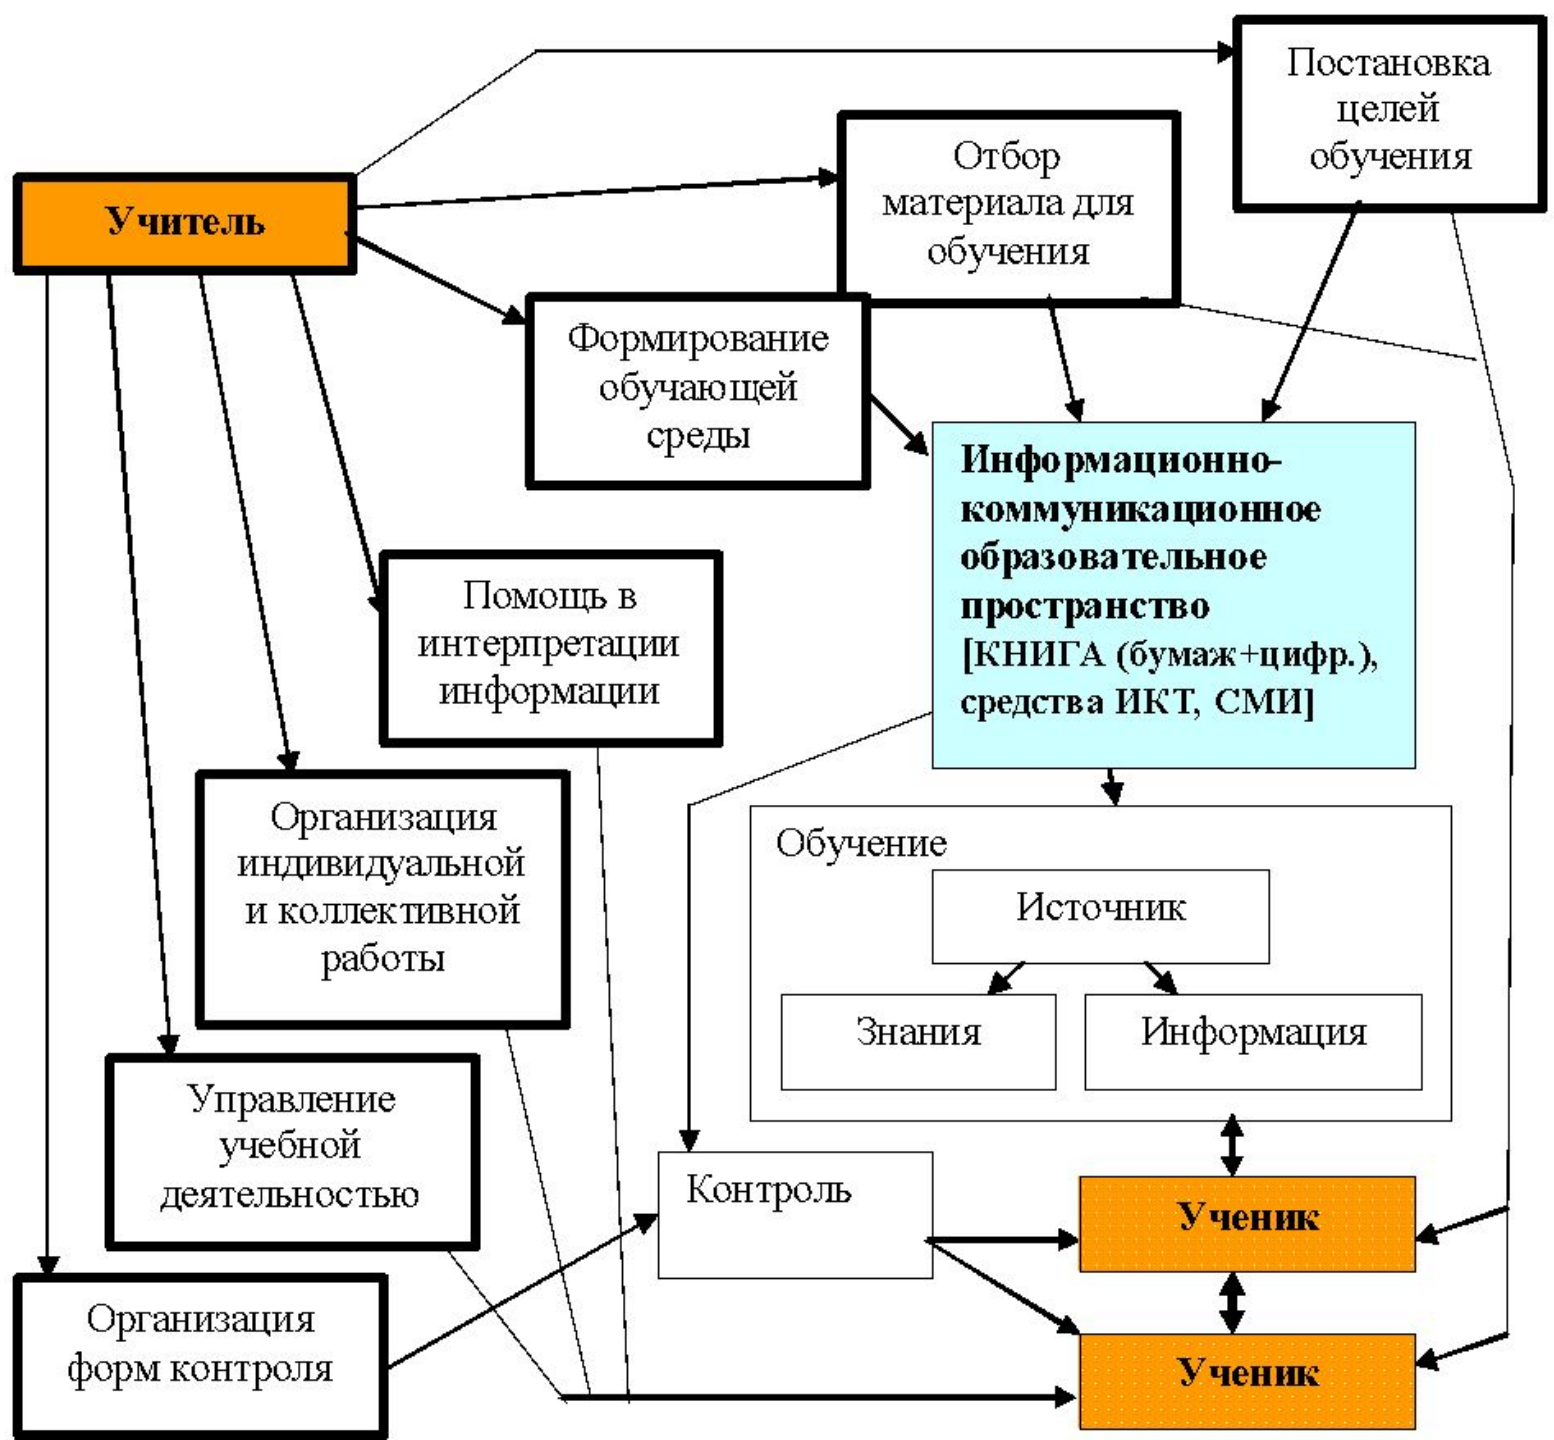 Постановка
целей
обучения
Отбор
материала для
обучения
Учитель
Формирование
обучающей
среды
Информационно-
коммуникационное
образовательное
пространство
[КНИГА (бумаж+цифр.),
средства ИКТ, СМИ]
Помощь в
интерпретации
информации
Организация
индивидуальной
и коллективной
работы
Обучение
Источник
Знания
Информация
Управление
учебной
деятельностью
Контроль
Ученик
Организация
форм контроля
Ученик